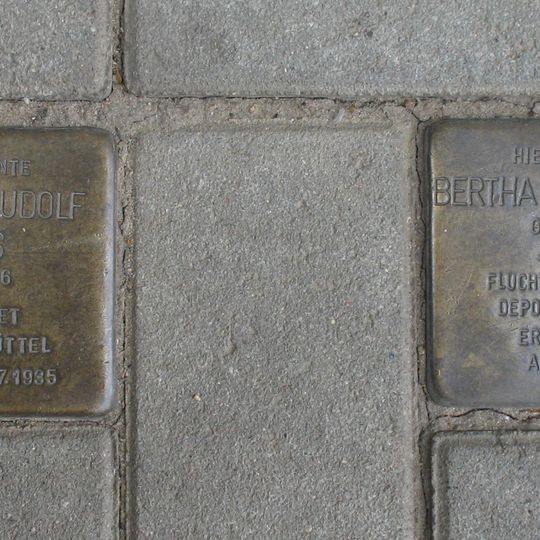 NTE
UDOLF
S
6
ET
ÜTTEL
7.1935
HIE
BERTHA
G
FLUCH
DEPO
ER
A